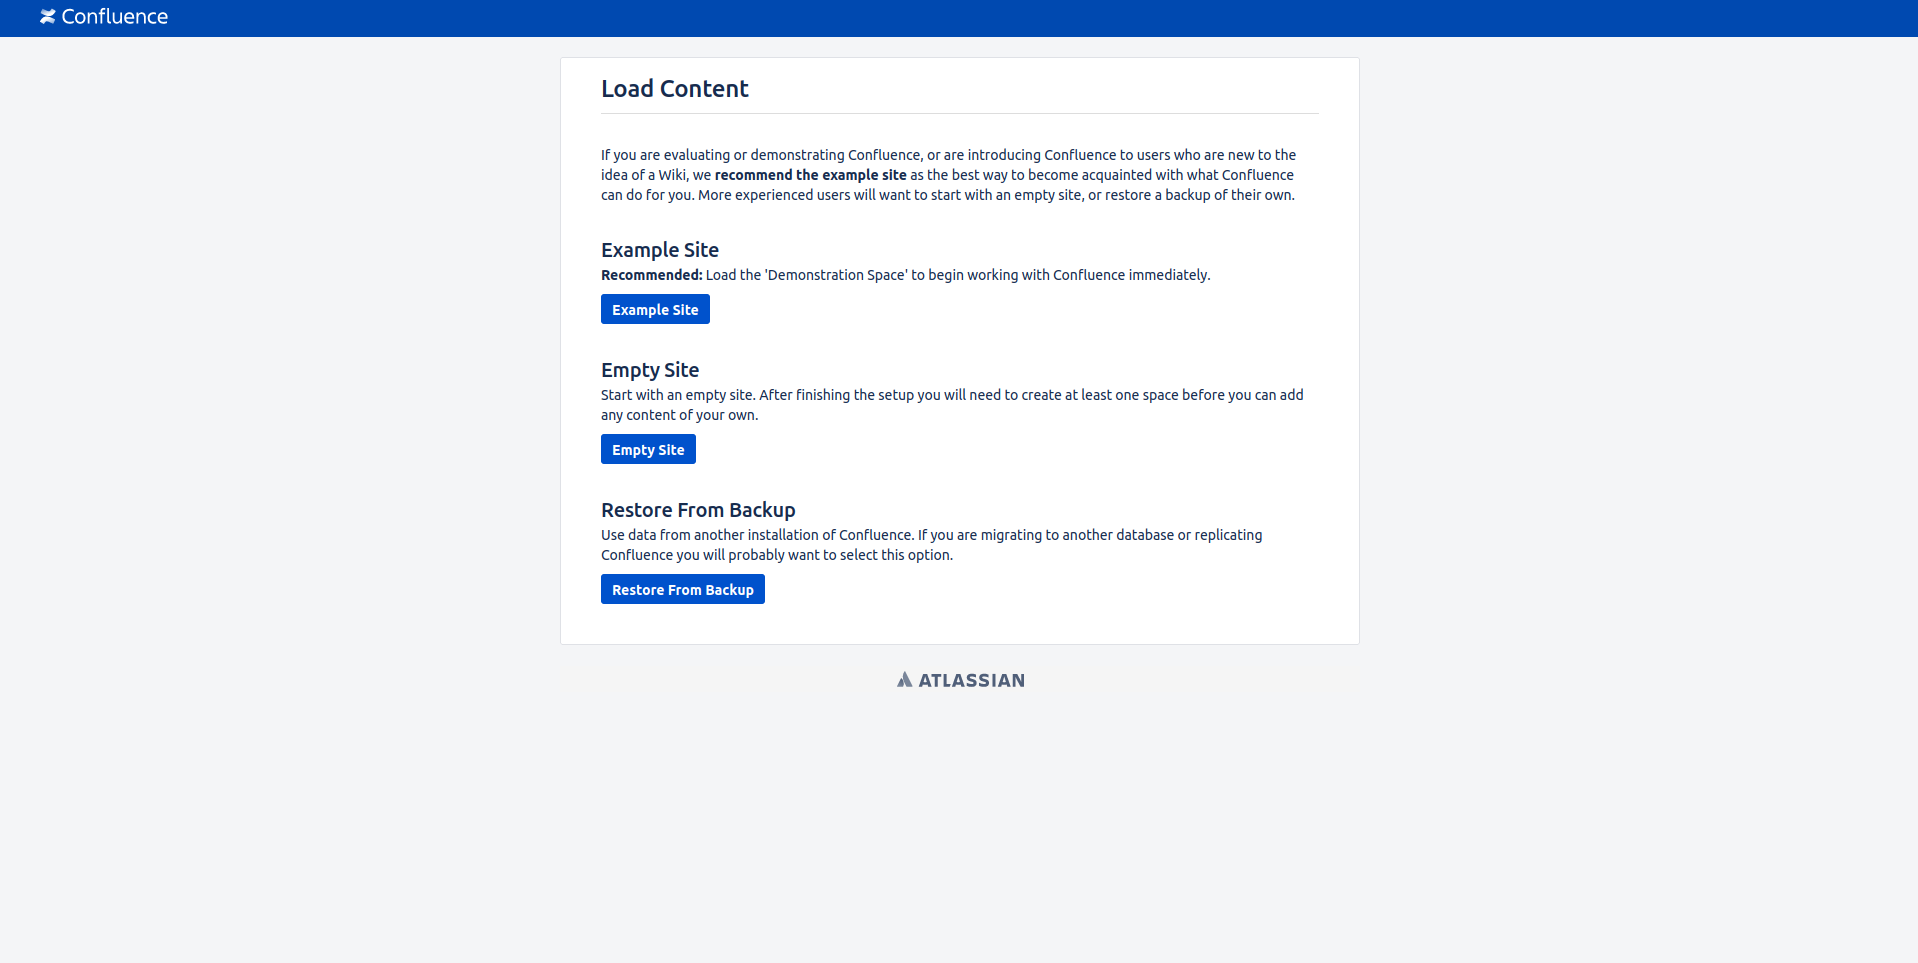 Confluence
Load Content
If you are evaluating or demonstrating Confluence, or are introducing Confluence to users who are new to the
idea of a Wiki, we recommend the example site as the best way to become acquainted with what Confluence
can do for you. More experienced users will want to start with an empty site, or restore a backup of their own.
Example Site
Recommended: Load the 'Demonstration Space' to begin working with Confluence immediately.
Example Site
Empty Site
Start with an empty site. After finishing the setup you will need to create at least one space before you can add
any content of your own.
Empty Site
Restore From Backup
Use data from another installation of Confluence. If you are migrating to another database or replicating
Confluence you will probably want to select this option.
Restore From Backup
ATLASSIAN